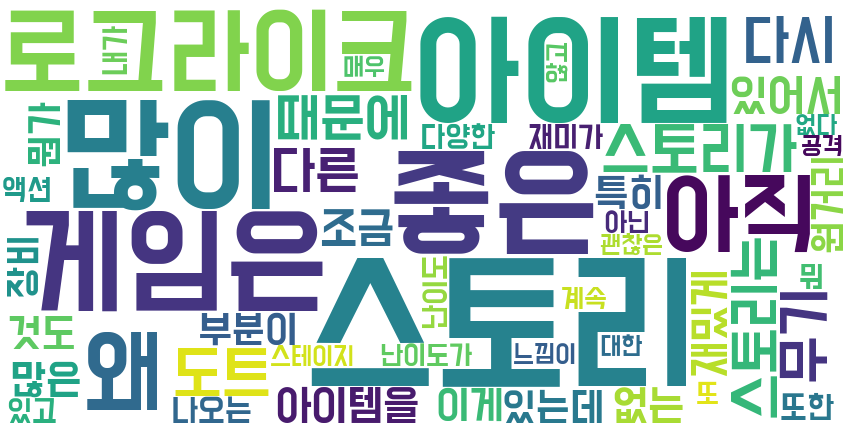 로그라이크
내가
매우
아이템
않고
다시
많이
때문에
다양한
재미가
있어서
없다
뭔가
공격
스토리가
액션
다른
좋은
특히
아직
원거리
게임은
조금
아닌
괜찮은
장비
스토리
난이도
계속
재밌게
스토리는
무기
뭐
것도
왜
부분이
도트
스테이지
난이도가
느낌이
대한
많은
또
있고
나오는
아이템을
이게
있는데
없는
또한